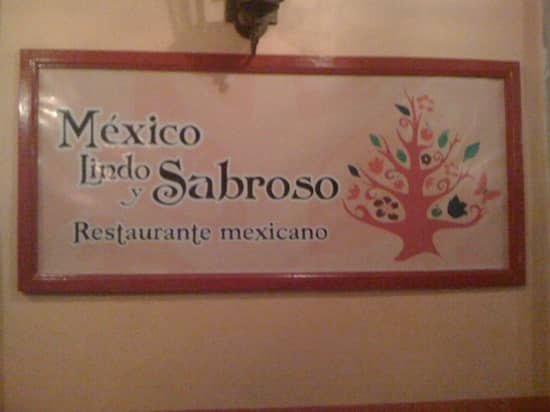 México
Lindo
y Sabroso
Restaurante mexicano